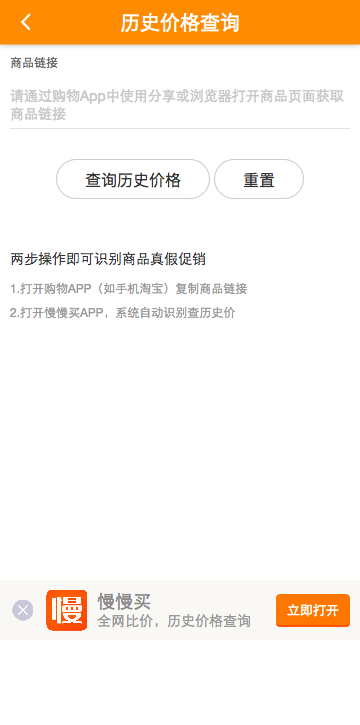 历史价格查询
商品链接
请通过购物App中使用分享或浏览器打开商品页面获取
商品链接
查询历史价格
重置
两步操作即可识别商品真假促销
1.打开购物APP（如手机淘宝）复制商品链接
2.打开慢慢买APP，系统自动识别查历史价
慢
慢慢买
全网比价，历史价格查询
立即打开